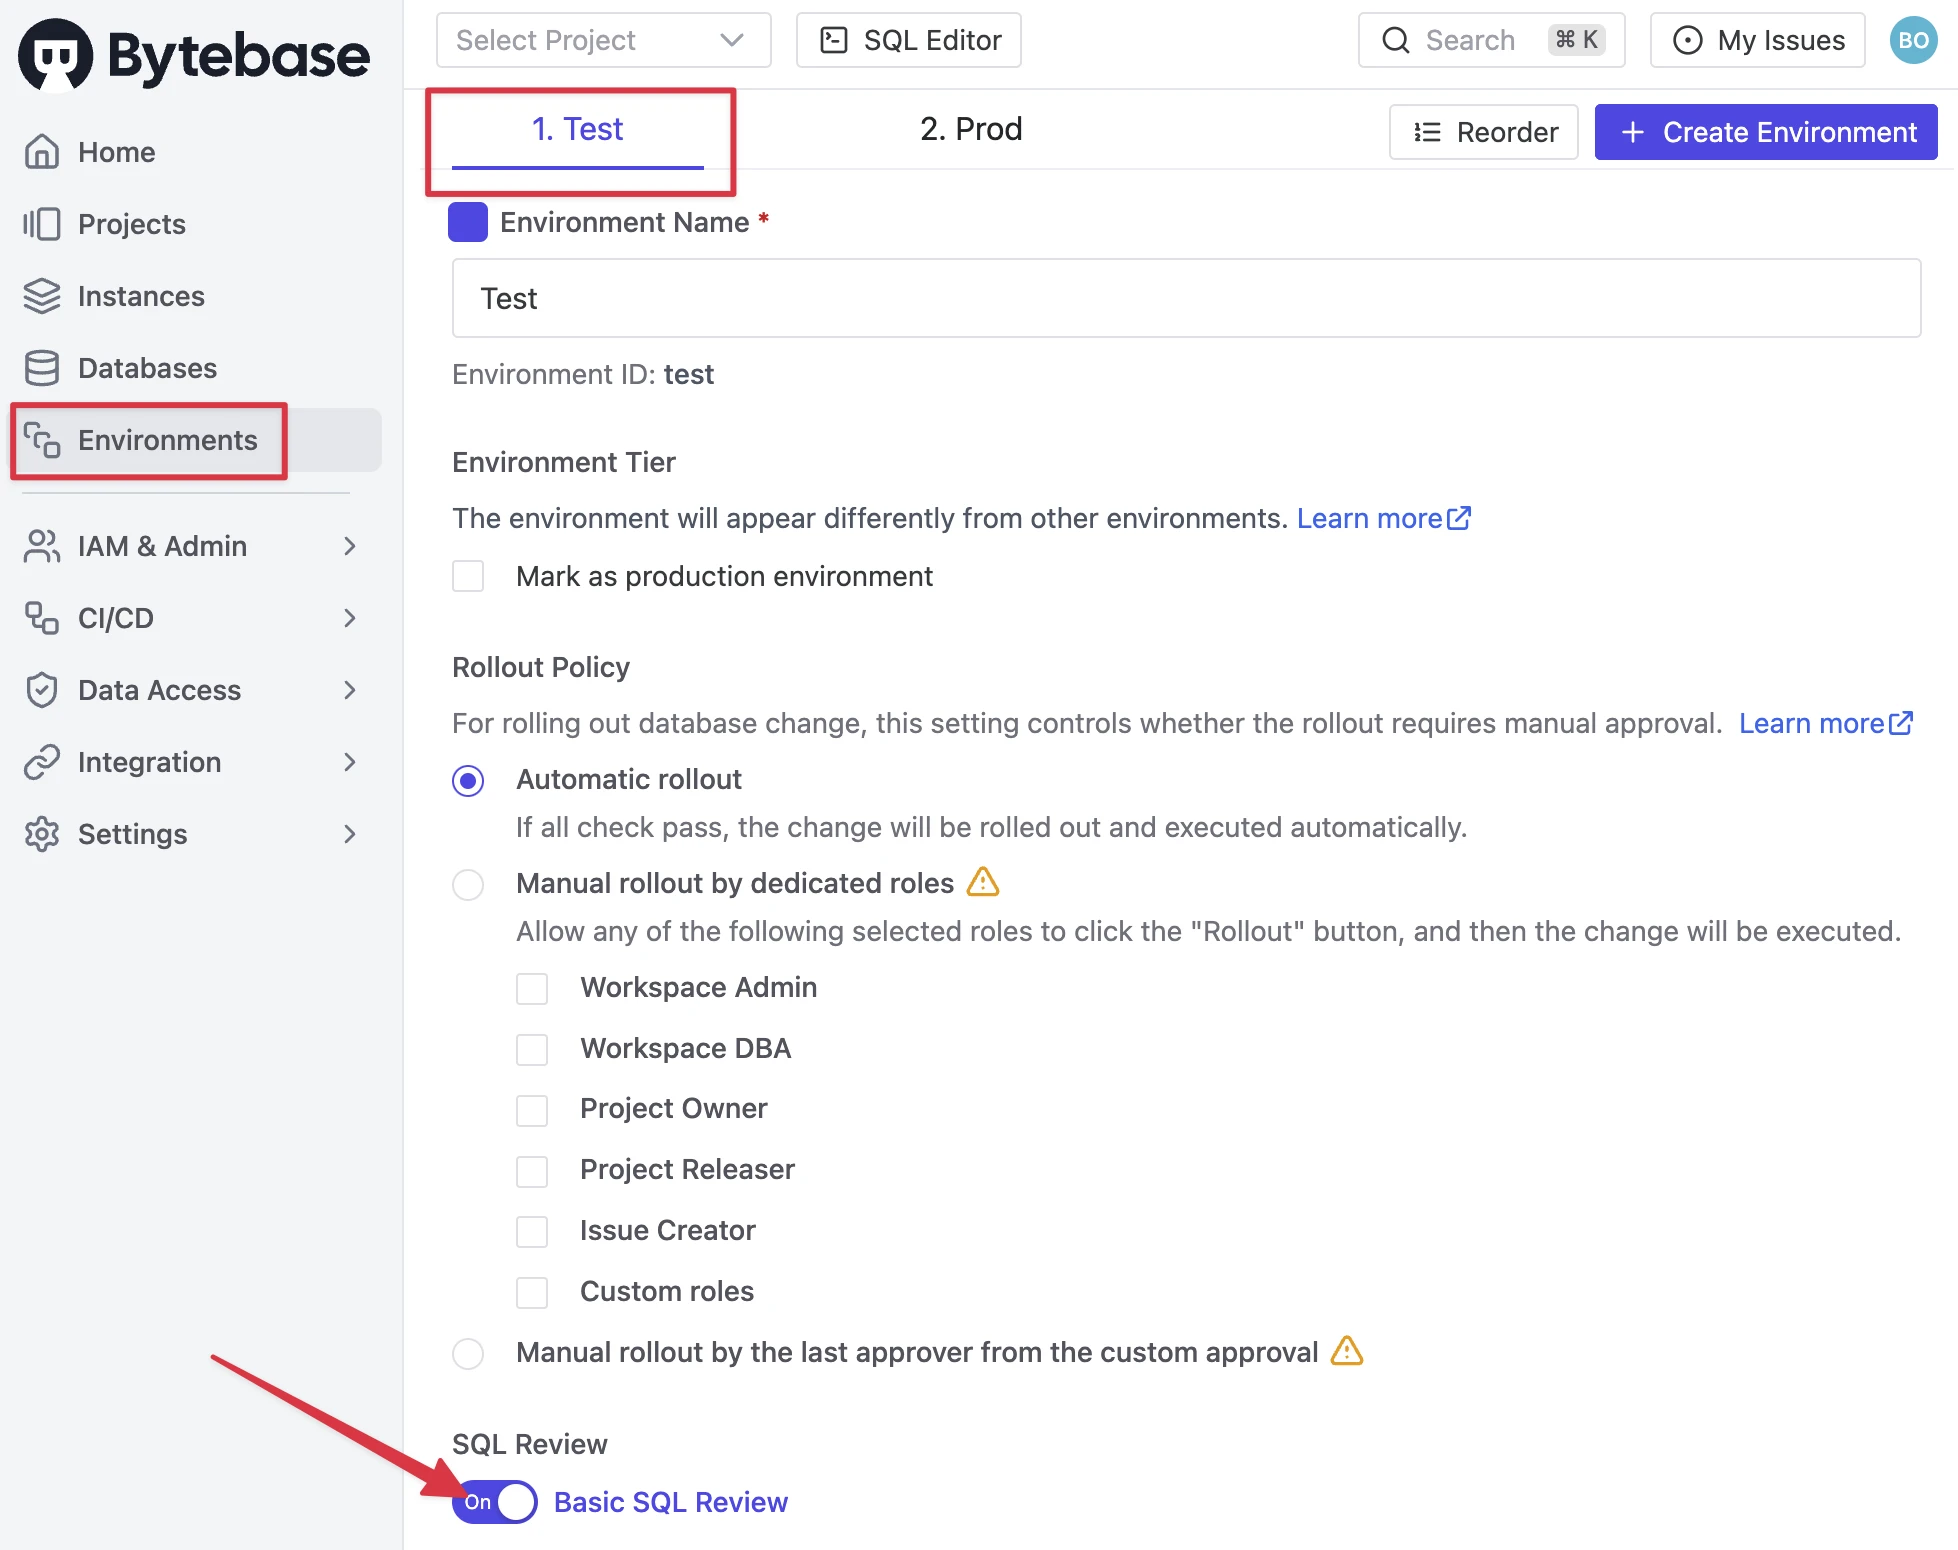 Bytebase
Select Project
SQL Editor
Search
⌘ K
My Issues
BO
Home
Projects
Instances
Databases
Environments
IAM & Admin
CI/CD
Data Access
Integration
Settings
1. Test
2. Prod
Reorder
+ Create Environment
Environment Name *
Test
Environment ID: test
Environment Tier
The environment will appear differently from other environments. Learn more
Mark as production environment
Rollout Policy
For rolling out database change, this setting controls whether the rollout requires manual approval. Learn more
Automatic rollout
If all check pass, the change will be rolled out and executed automatically.
Manual rollout by dedicated roles
Allow any of the following selected roles to click the "Rollout" button, and then the change will be executed.
Workspace Admin
Workspace DBA
Project Owner
Project Releaser
Issue Creator
Custom roles
Manual rollout by the last approver from the custom approval
SQL Review
On
Basic SQL Review